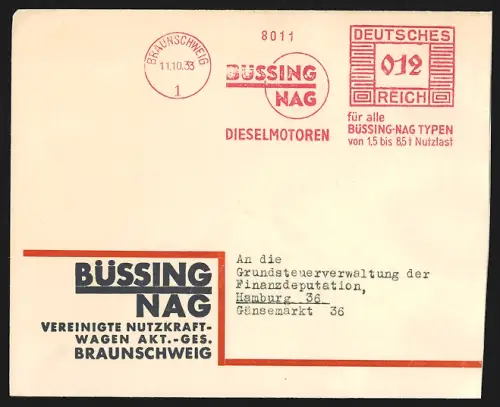 8011
BRAUNSCHWEIG
11.10.33
1
BÜSSING
NAG
DIESELMOTOREN
DEUTSCHES
012
REICH
für alle
BÜSSING-NAG TYPEN
von 1,5 bis 8,5 t Nutzlast
BÜSSING
NAG
VEREINIGTE NUTZKRAFT-
WAGEN AKT.-GES.
BRAUNSCHWEIG
An die
Grundsteuerverwaltung der
Finanzdeputation,
Hamburg 36
Gänsemarkt 36